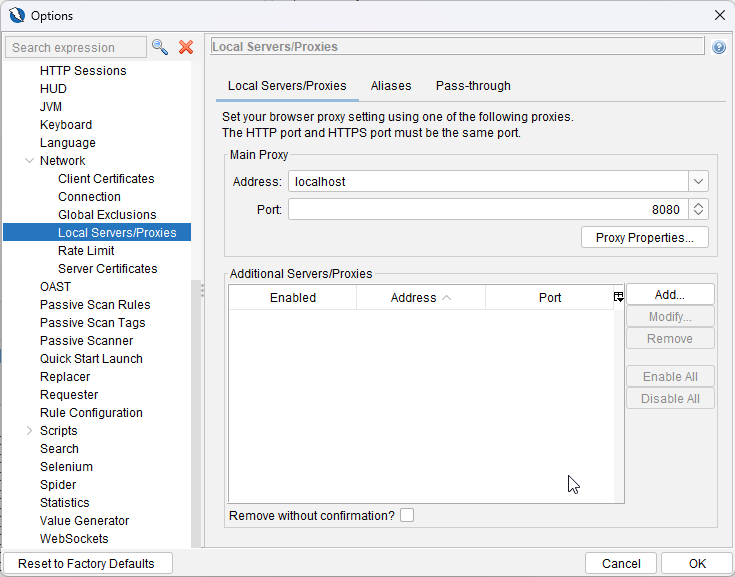 Options
Search expression
HTTP Sessions
HUD
JVM
Keyboard
Language
Network
Client Certificates
Connection
Global Exclusions
Local Servers/Proxies
Rate Limit
Server Certificates
OAST
Passive Scan Rules
Passive Scan Tags
Passive Scanner
Quick Start Launch
Replacer
Requester
Rule Configuration
Scripts
Search
Selenium
Spider
Statistics
Value Generator
WebSockets
Local Servers/Proxies
Local Servers/Proxies Aliases Pass-through
Set your browser proxy setting using one of the following proxies.
The HTTP port and HTTPS port must be the same port.
Main Proxy
Address: localhost
Port: 8080
Proxy Properties...
Additional Servers/Proxies
Enabled Address Port
Add...
Modify...
Remove
Enable All
Disable All
Remove without confirmation?
Reset to Factory Defaults Cancel OK